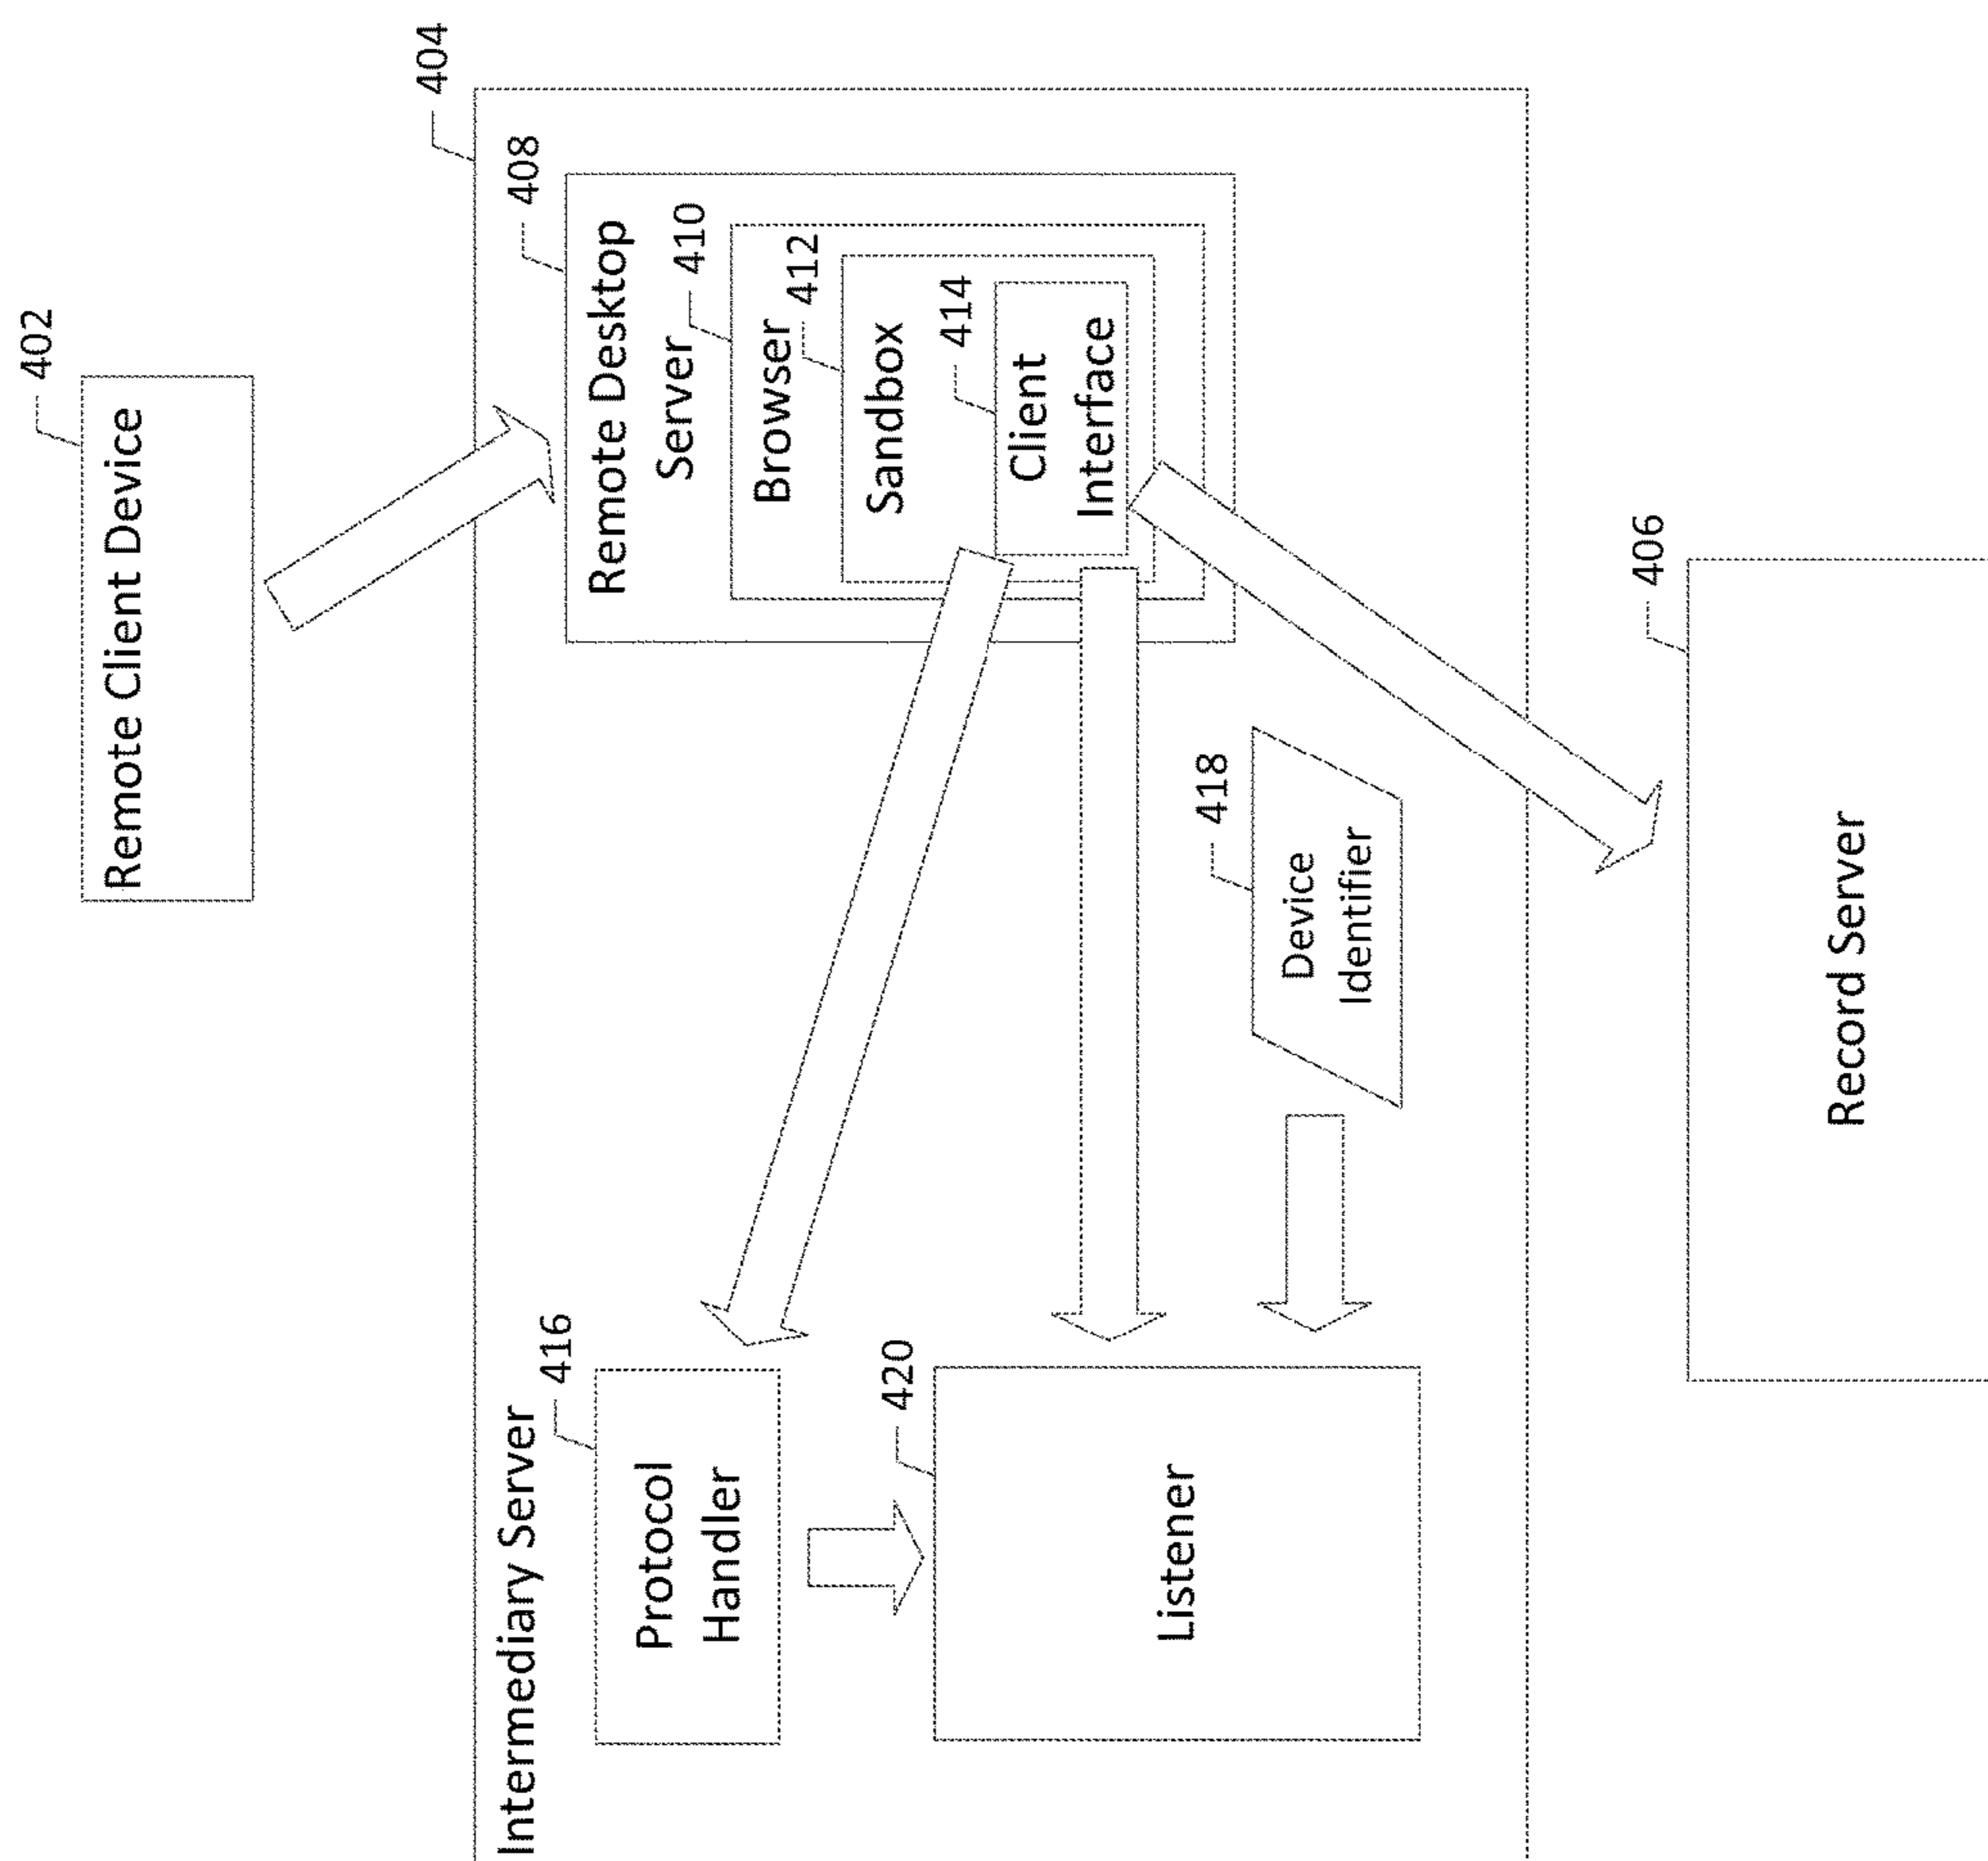 402
Remote Client Device
404
Intermediary Server
408
Remote Desktop
Server
410
Browser
412
Sandbox
414
Client
Interface
416
Protocol
Handler
418
Device
Identifier
420
Listener
406
Record Server